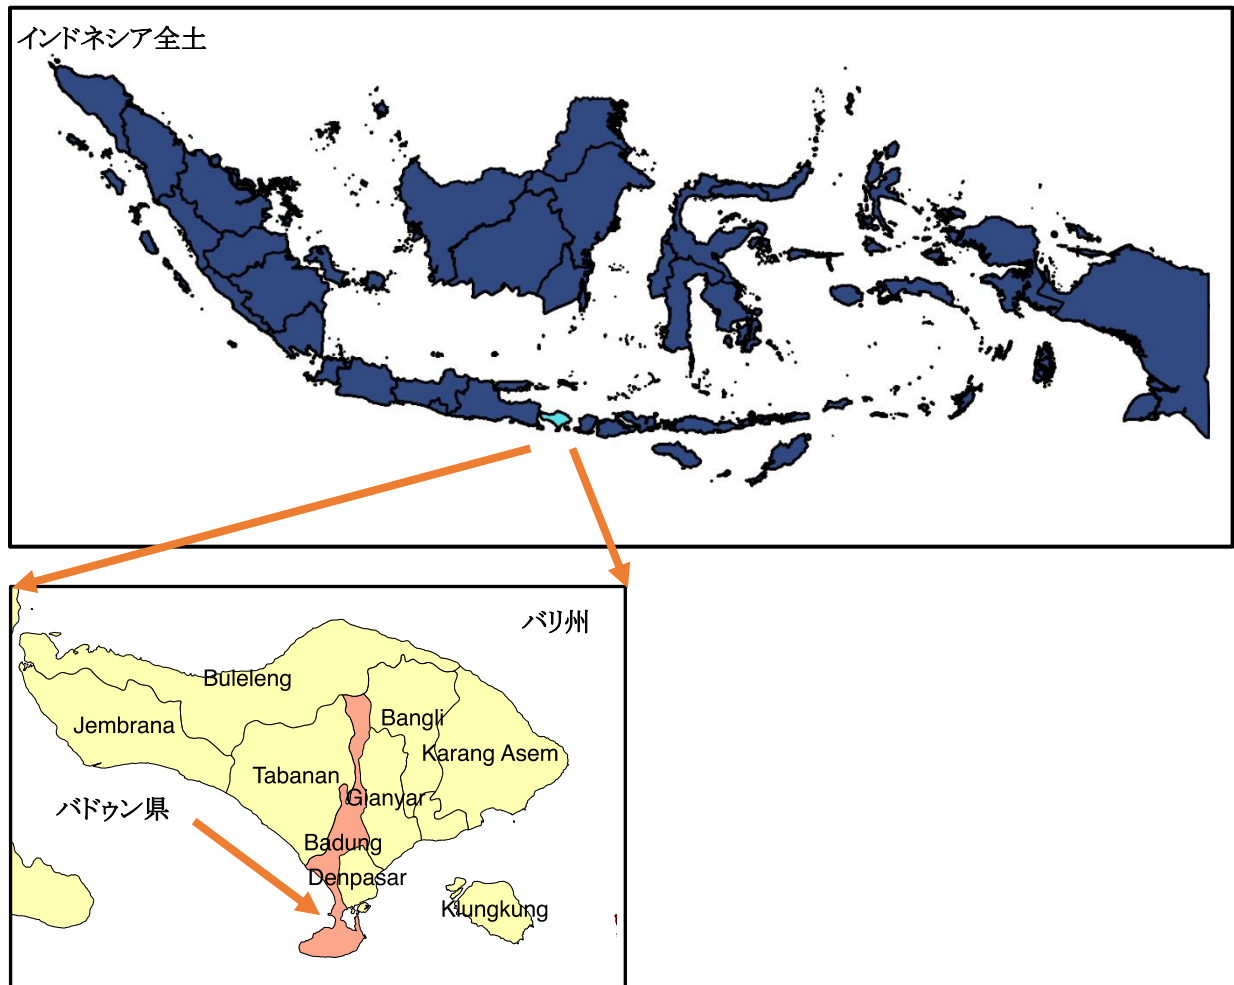 インドネシア全土
バリ州
Buleleng
Bangli
Jembrana
Karang Asem
Tabanan
Gianyar
バドゥン県
Badung
Denpasar
Klungkung